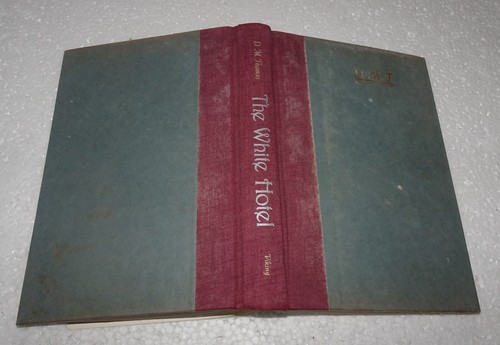 D. M. Thomas
The White Hotel
Viking
D. M. T.